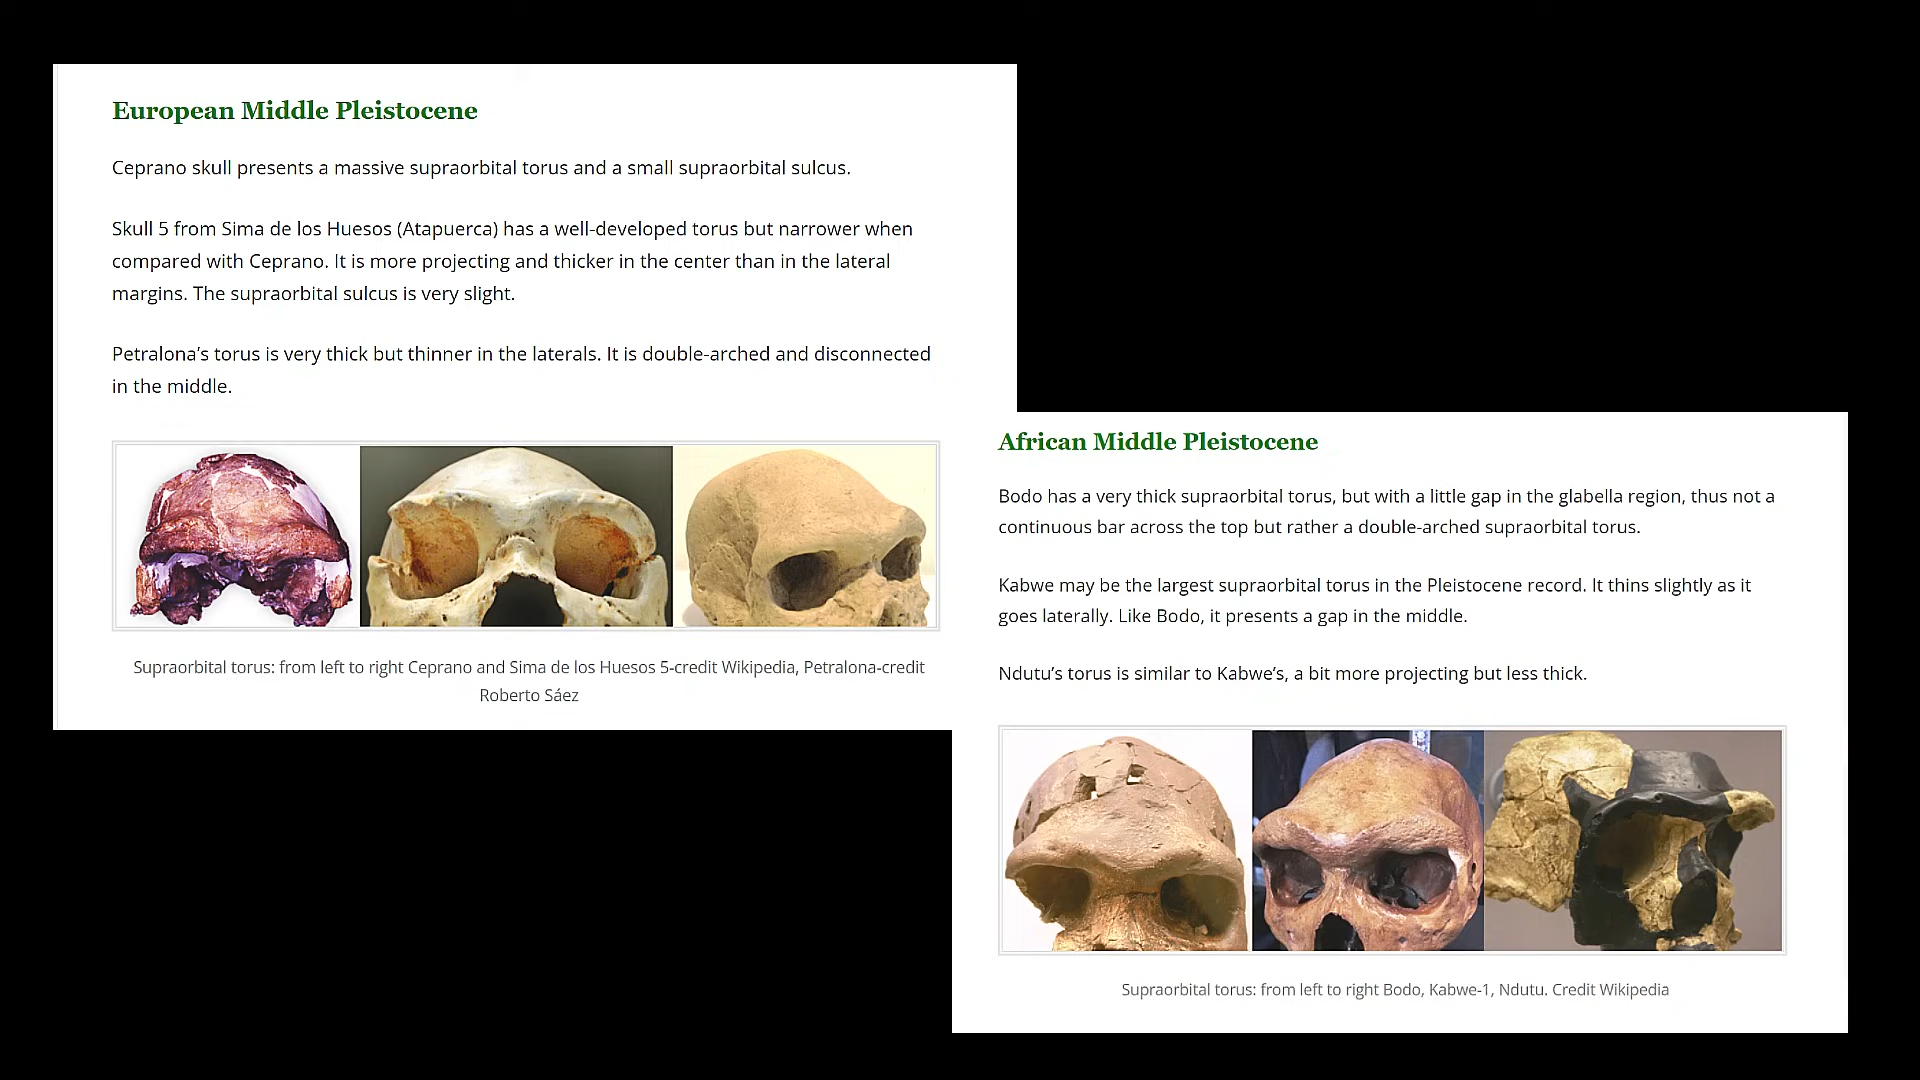 European Middle Pleistocene
Ceprano skull presents a massive supraorbital torus and a small supraorbital sulcus.
Skull 5 from Sima de los Huesos (Atapuerca) has a well-developed torus but narrower when
compared with Ceprano. It is more projecting and thicker in the center than in the lateral
margins. The supraorbital sulcus is very slight.
Petralona’s torus is very thick but thinner in the laterals. It is double-arched and disconnected
in the middle.
Supraorbital torus: from left to right Ceprano and Sima de los Huesos 5-credit Wikipedia, Petralona-credit
Roberto Sáez
African Middle Pleistocene
Bodo has a very thick supraorbital torus, but with a little gap in the glabella region, thus not a
continuous bar across the top but rather a double-arched supraorbital torus.
Kabwe may be the largest supraorbital torus in the Pleistocene record. It thins slightly as it
goes laterally. Like Bodo, it presents a gap in the middle.
Ndutu’s torus is similar to Kabwe’s, a bit more projecting but less thick.
Supraorbital torus: from left to right Bodo, Kabwe-1, Ndutu. Credit Wikipedia